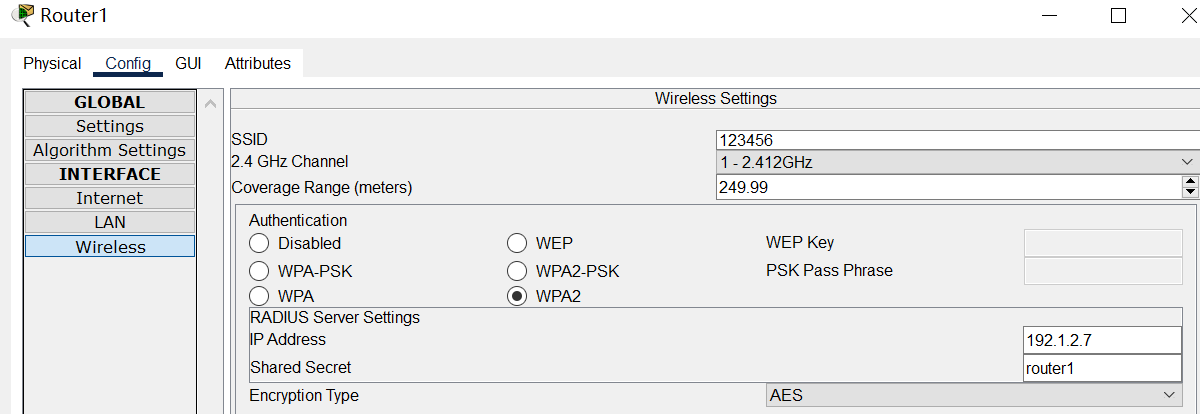 Router1
Physical Config GUI Attributes
GLOBAL
Settings
Algorithm Settings
INTERFACE
Internet
LAN
Wireless
Wireless Settings
SSID 123456
2.4 GHz Channel 1 - 2.412GHz
Coverage Range (meters) 249.99
Authentication
Disabled WEP WEP Key
WPA-PSK WPA2-PSK PSK Pass Phrase
WPA WPA2
RADIUS Server Settings
IP Address 192.1.2.7
Shared Secret router1
Encryption Type AES